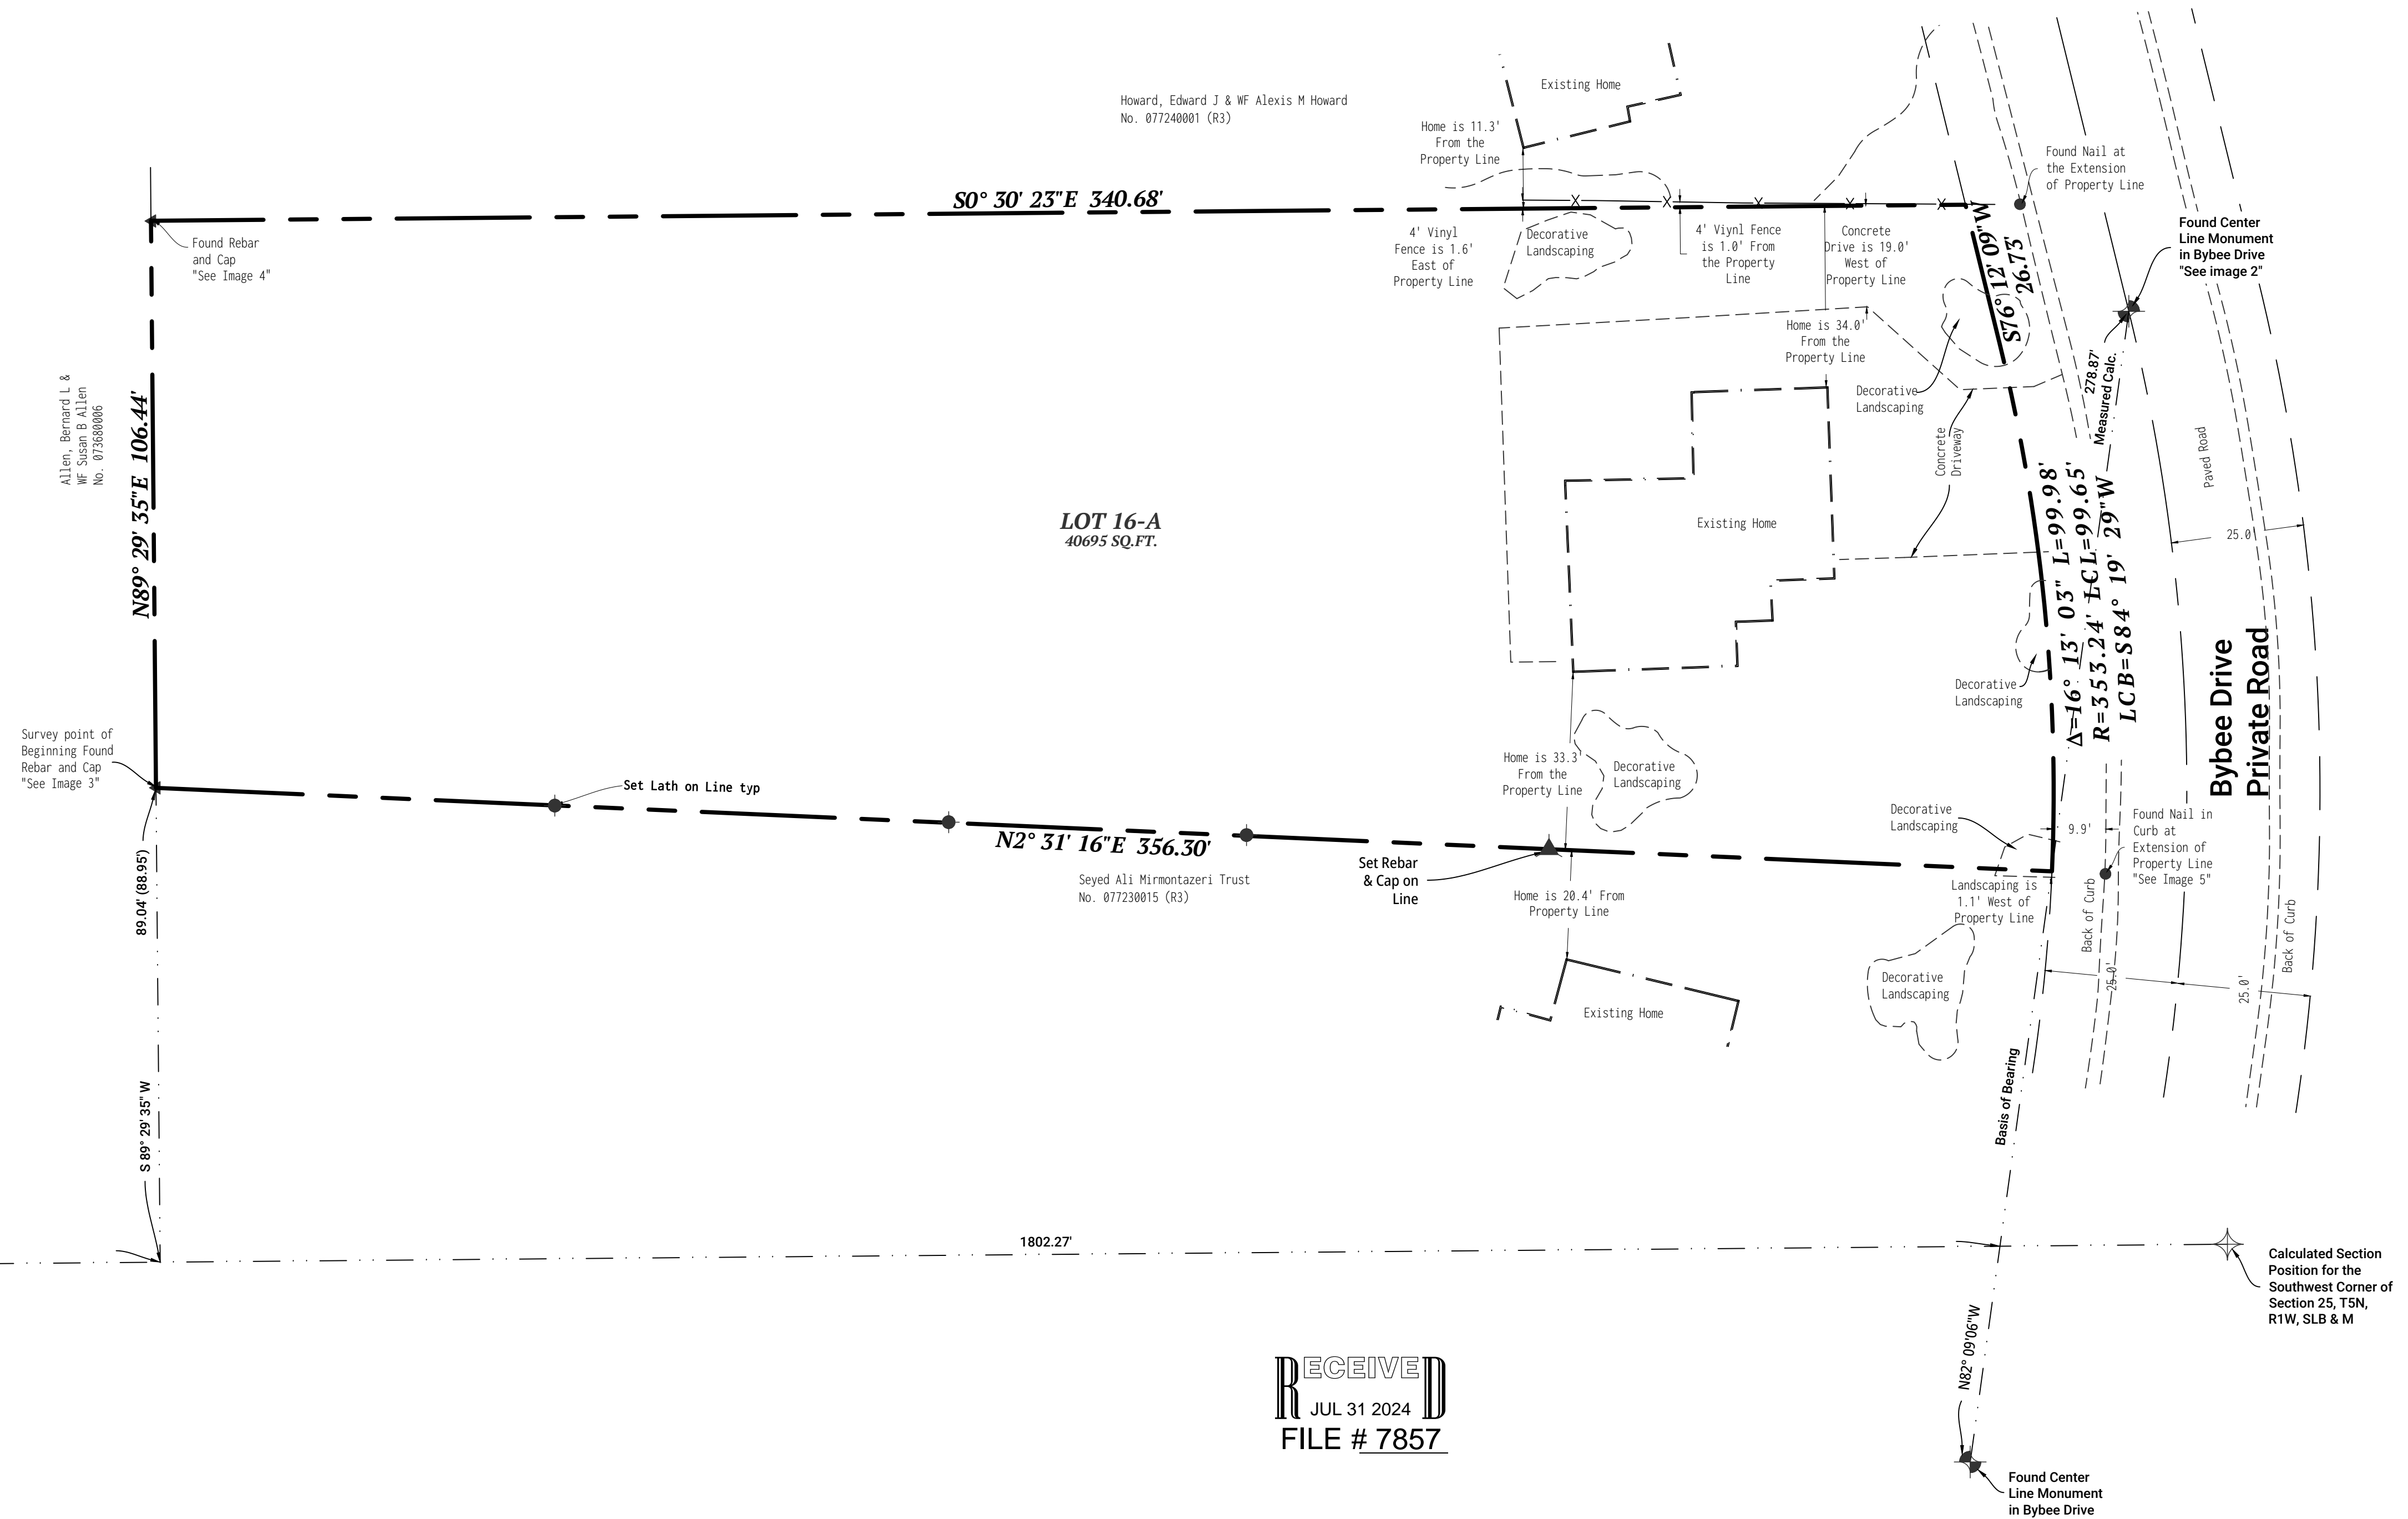 Howard, Edward J & WF Alexis M Howard
No. 077240001 (R3)
Existing Home
Home is 11.3'
From the
Property Line
Found Nail at
the Extension
of Property Line
S0° 30' 23"E 340.68'
Found Rebar
and Cap
"See Image 4"
4' Vinyl
Fence is 1.6'
East of
Property Line
Decorative
Landscaping
4' Viynl Fence
is 1.0' From
the Property
Line
Concrete
Drive is 19.0'
West of
Property Line
S76° 12' 09"W
26.73'
Found Center
Line Monument
in Bybee Drive
"See image 2"
Home is 34.0'
From the
Property Line
Decorative
Landscaping
278.87'
Measured Calc.
Allen, Bernard L &
WF Susan B Allen
No. 073680006
N89° 29' 35"E 106.44'
Concrete
Driveway
Paved Road
LOT 16-A
40695 SQ.FT.
Existing Home
25.0'
Δ=16° 13' 03" L=99.98'
R=353.24' LCL=99.65'
LCB=S84° 19' 29"W
Decorative
Landscaping
Bybee Drive
Private Road
Survey point of
Beginning Found
Rebar and Cap
"See Image 3"
Set Lath on Line typ
Home is 33.3'
From the
Property Line
Decorative
Landscaping
Decorative
Landscaping
9.9'
Found Nail in
Curb at
Extension of
Property Line
"See Image 5"
N2° 31' 16"E 356.30'
Seyed Ali Mirmontazeri Trust
No. 077230015 (R3)
Set Rebar
& Cap on
Line
Home is 20.4' From
Property Line
Landscaping is
1.1' West of
Property Line
Back of Curb
Back of Curb
89.04' (88.95')
S 89° 29' 35" W
Decorative
Landscaping
25.0'
25.0'
Existing Home
Basis of Bearing
1802.27'
Calculated Section
Position for the
Southwest Corner of
Section 25, T5N,
R1W, SLB & M
N82° 09'06"W
RECEIVED
JUL 31 2024
FILE # 7857
Found Center
Line Monument
in Bybee Drive